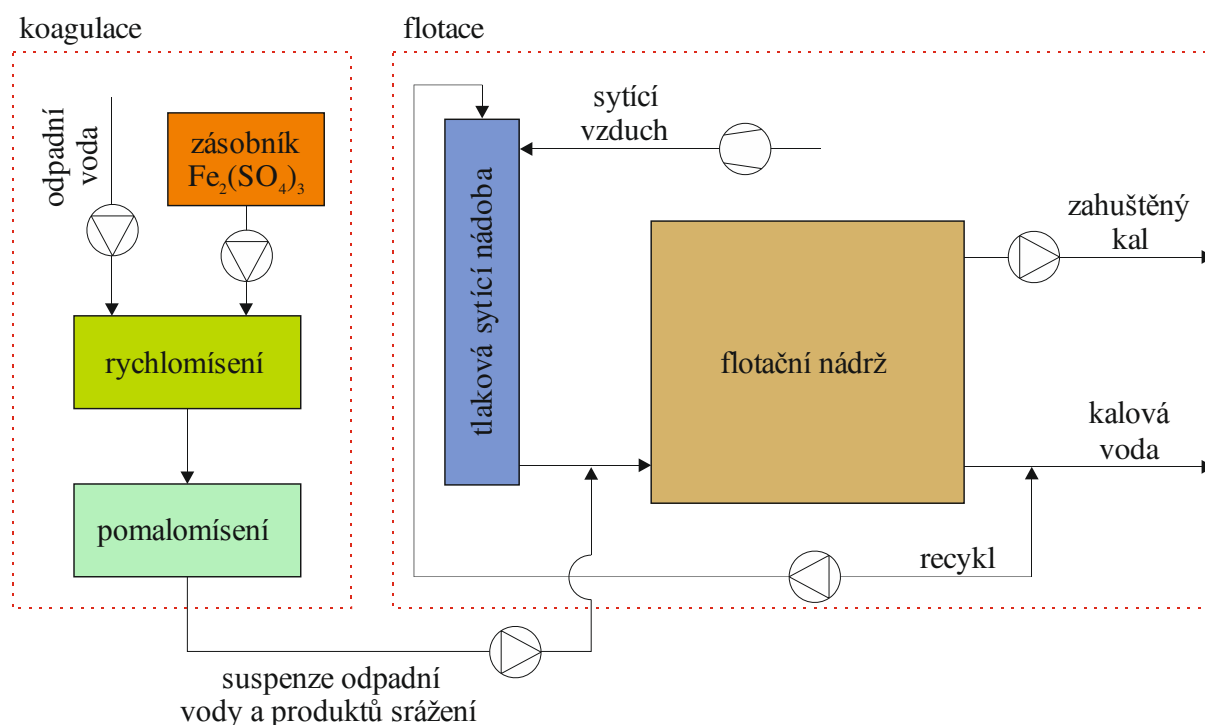 koagulace
flotace
odpadní
voda
zásobník
Fe₂(SO₄)₃
sytící
vzduch
tlaková sytící nádoba
zahuštěný
kal
rychlomísení
flotační nádrž
kalová
voda
pomalomísení
recykl
suspenze odpadní
vody a produktů srážení